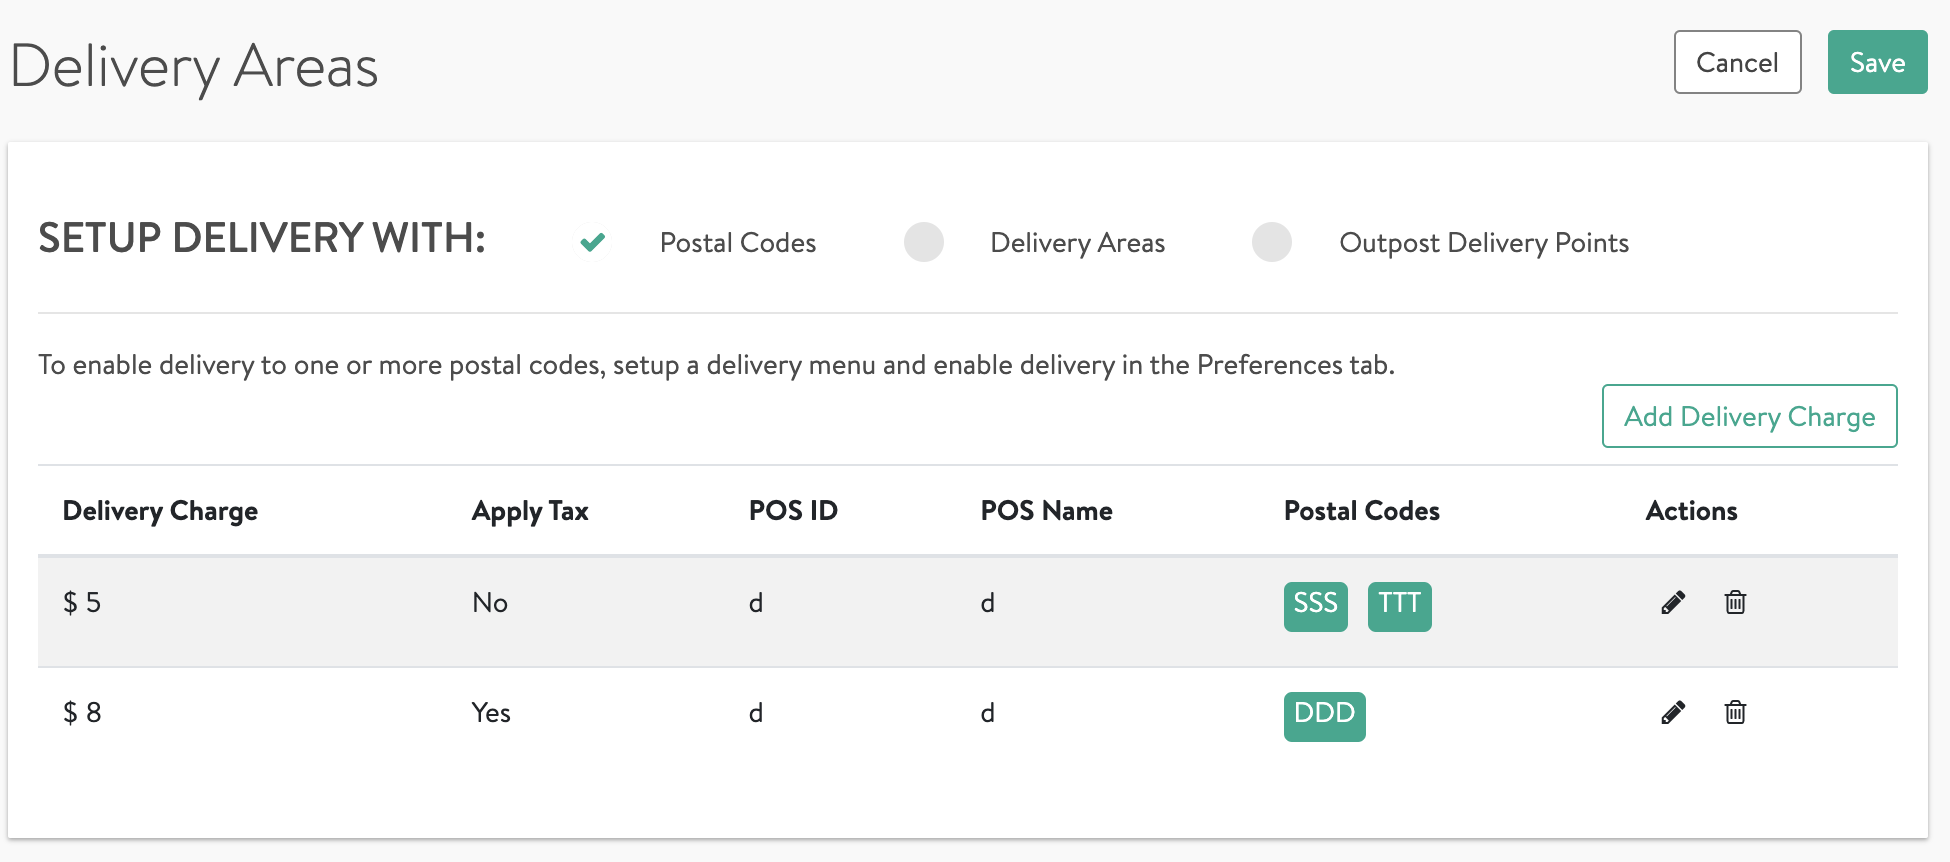 Delivery Areas
Cancel
Save
SETUP DELIVERY WITH:
Postal Codes
Delivery Areas
Outpost Delivery Points
To enable delivery to one or more postal codes, setup a delivery menu and enable delivery in the Preferences tab.
Add Delivery Charge
Delivery Charge Apply Tax POS ID POS Name Postal Codes Actions
$ 5 No d d SSS TTT
$ 8 Yes d d DDD